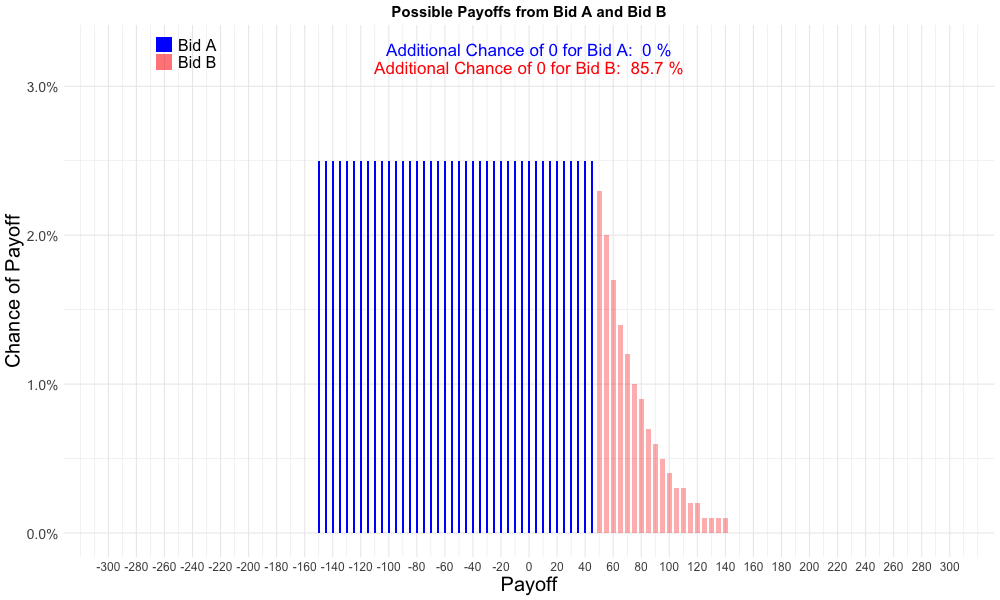 Possible Payoffs from Bid A and Bid B
Bid A
Bid B
Additional Chance of 0 for Bid A:  0 %
Additional Chance of 0 for Bid B:  85.7 %
Chance of Payoff
3.0%
2.0%
1.0%
0.0%
-300 -280 -260 -240 -220 -200 -180 -160 -140 -120 -100 -80 -60 -40 -20 0 20 40 60 80 100 120 140 160 180 200 220 240 260 280 300
Payoff